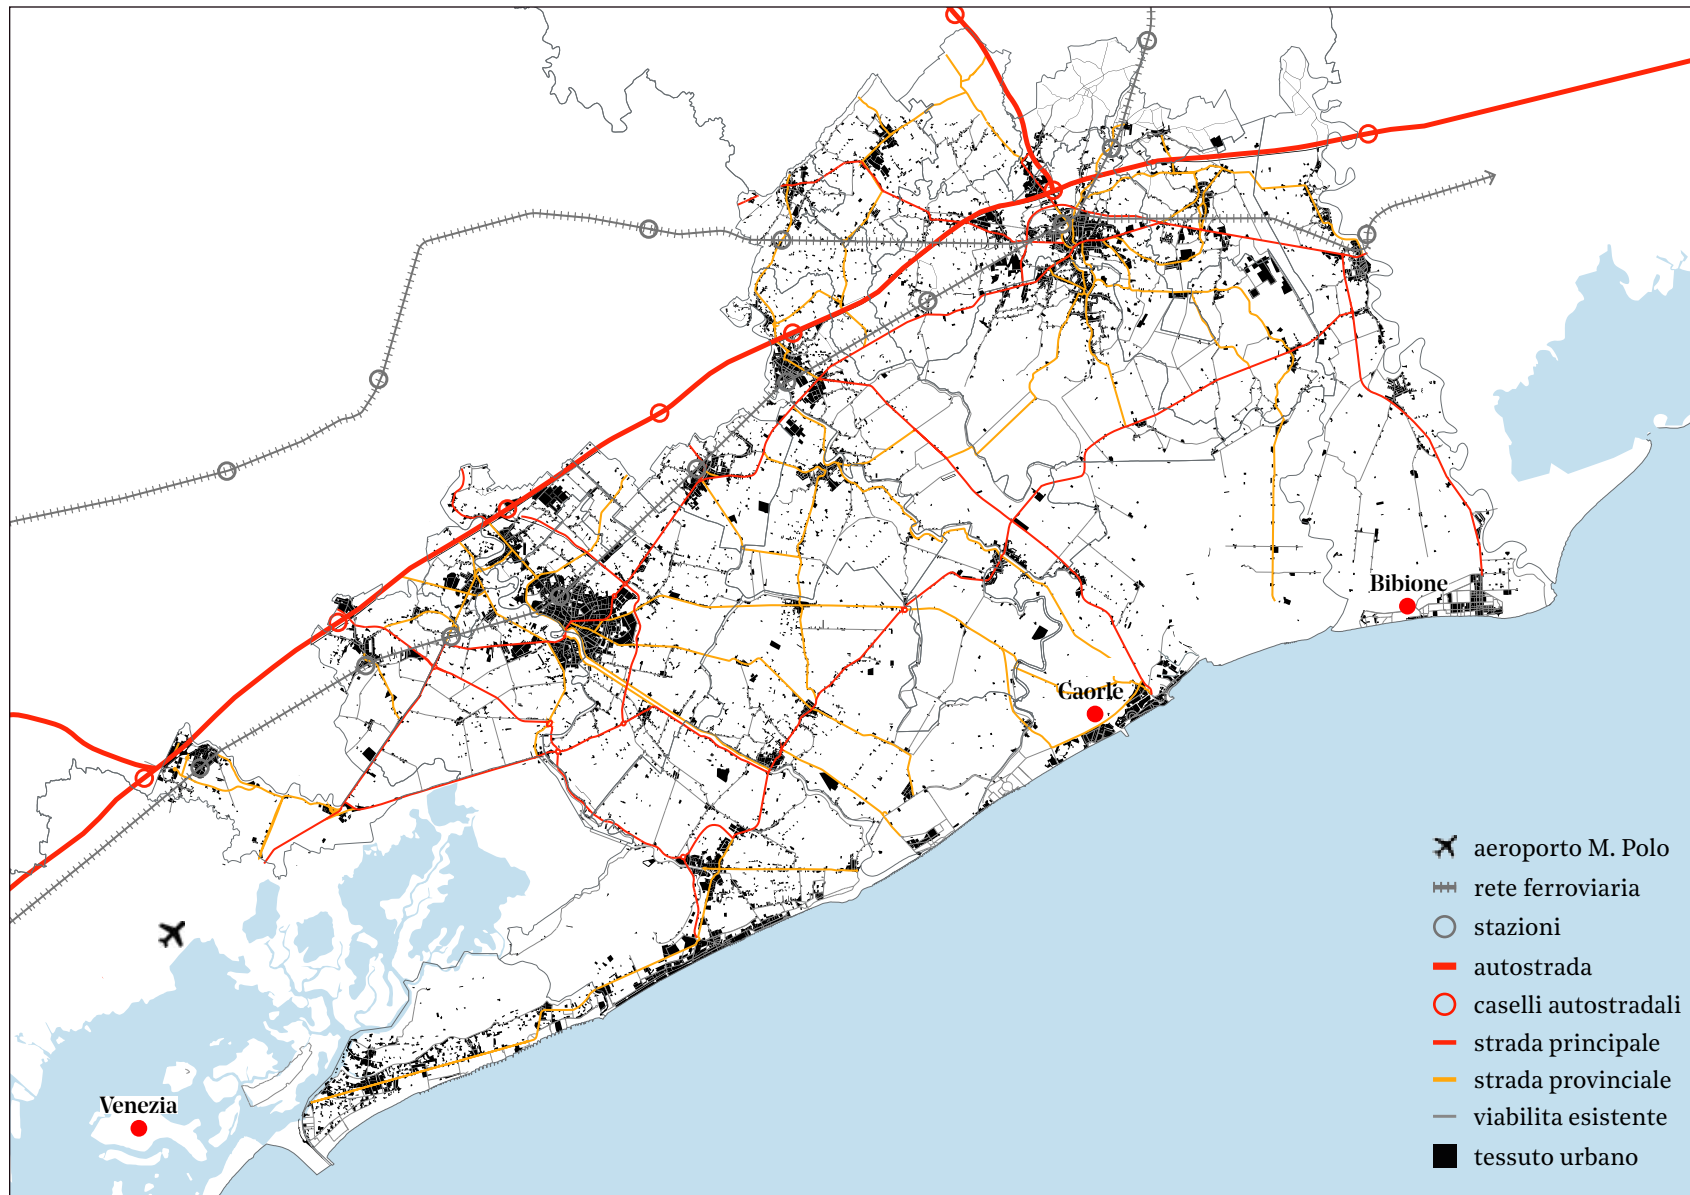 Bibione
Caorle
Venezia
aeroporto M. Polo
rete ferroviaria
stazioni
autostrada
caselli autostradali
strada principale
strada provinciale
viabilita esistente
tessuto urbano